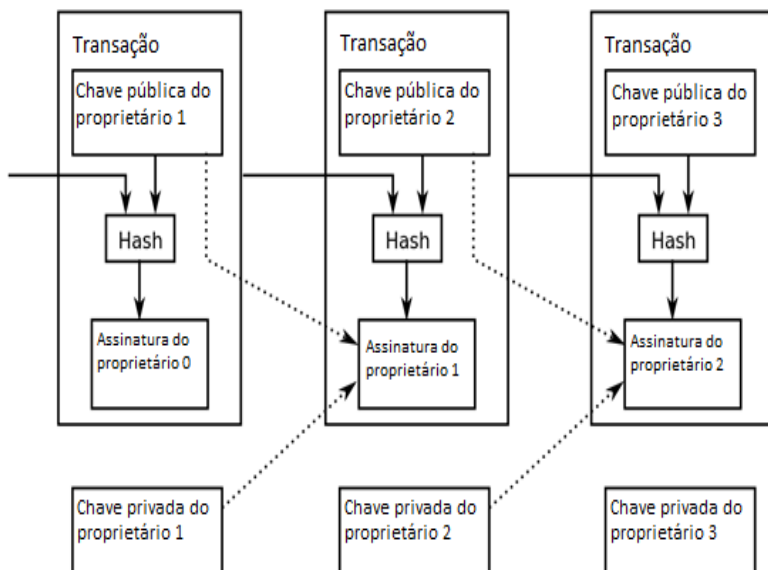 Transação
Chave pública do
proprietário 1
Hash
Assinatura do
proprietário 0
Transação
Chave pública do
proprietário 2
Hash
Assinatura do
proprietário 1
Transação
Chave pública do
proprietário 3
Hash
Assinatura do
proprietário 2
Chave privada do
proprietário 1
Chave privada do
proprietário 2
Chave privada do
proprietário 3